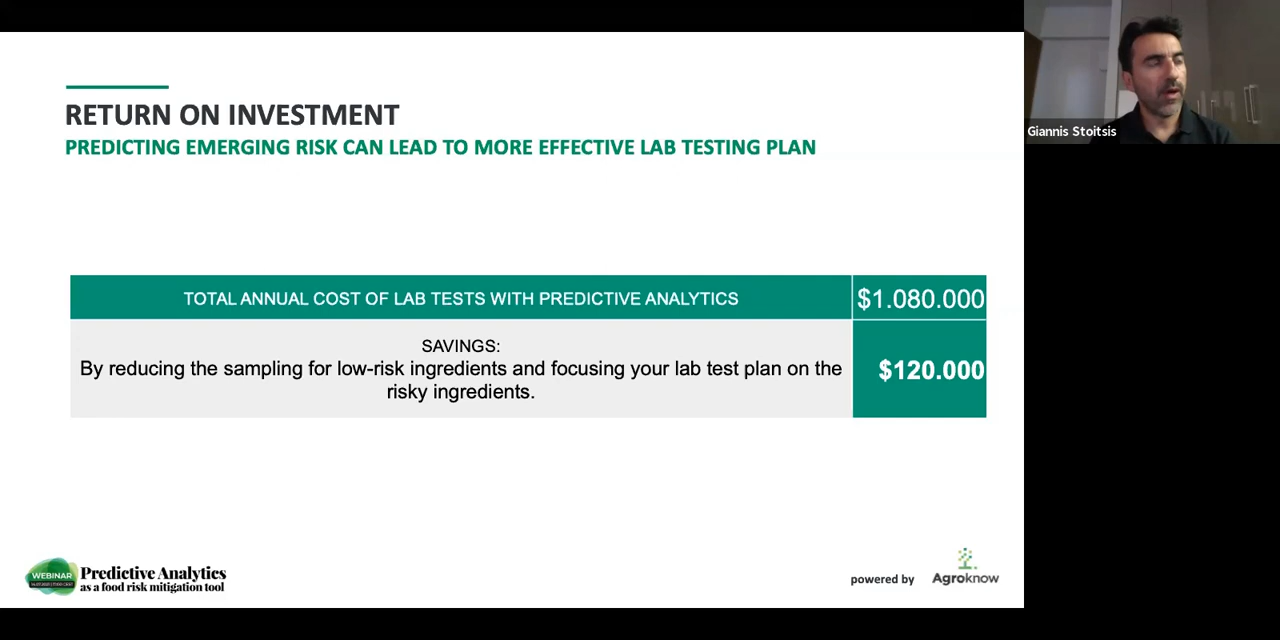 RETURN ON INVESTMENT
PREDICTING EMERGING RISK CAN LEAD TO MORE EFFECTIVE LAB TESTING PLAN
TOTAL ANNUAL COST OF LAB TESTS WITH PREDICTIVE ANALYTICS
$1.080.000
SAVINGS:
By reducing the sampling for low-risk ingredients and focusing your lab test plan on the
risky ingredients.
$120.000
WEBINAR
Predictive Analytics
as a food risk mitigation tool
powered by
Agroknow
Giannis Stoitsis